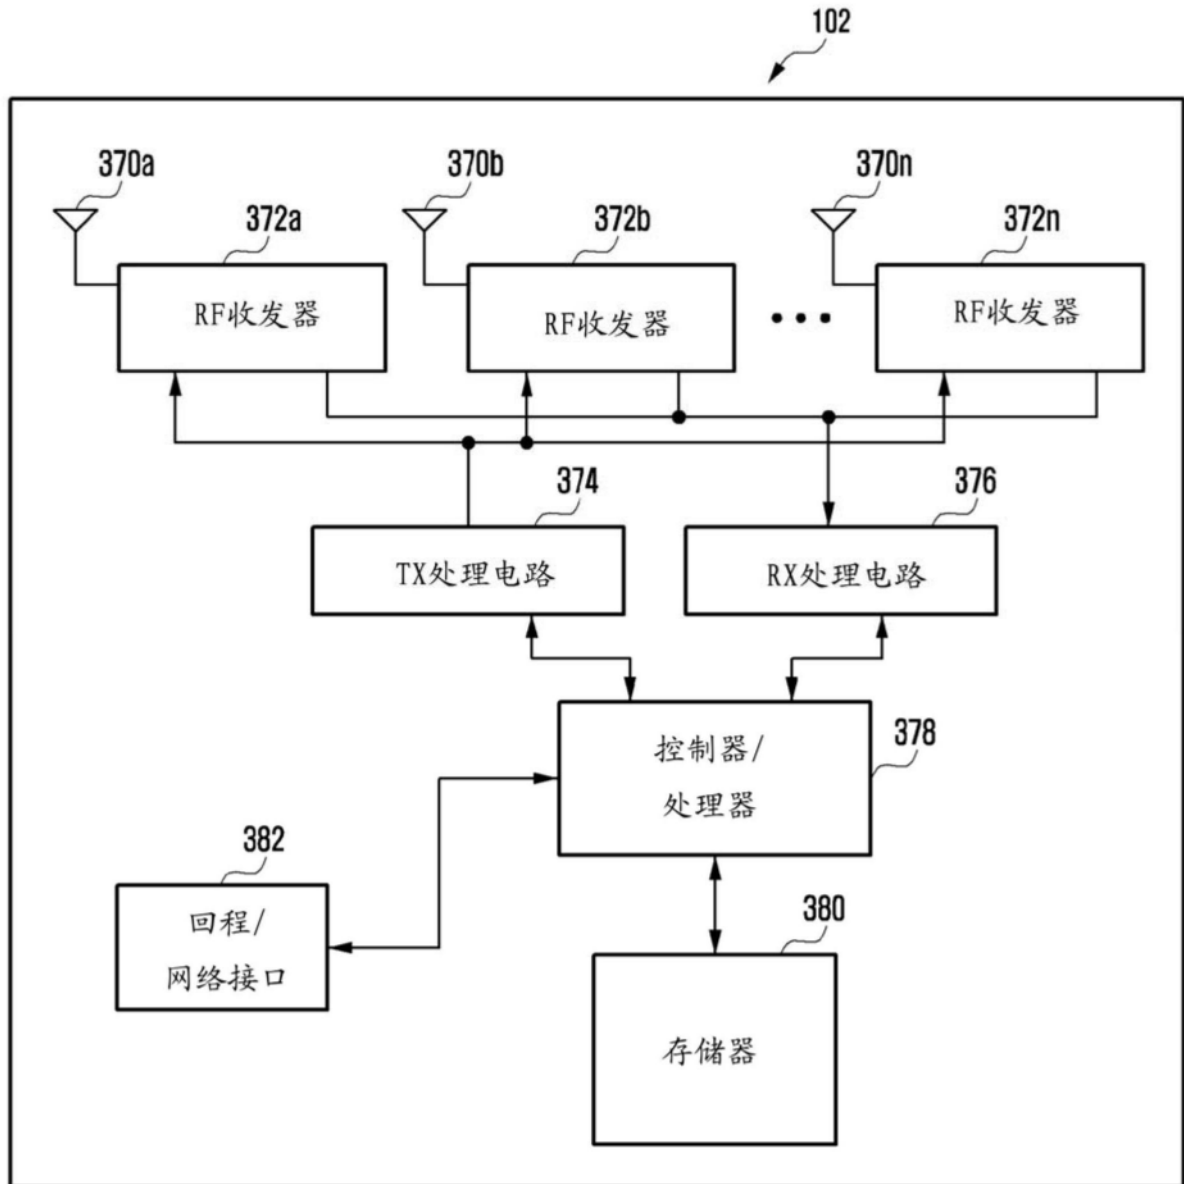 102
370a
370b
370n
372a
372b
372n
RF收发器
RF收发器
RF收发器
374
376
TX处理电路
RX处理电路
控制器/
处理器
378
382
回程/
网络接口
380
存储器